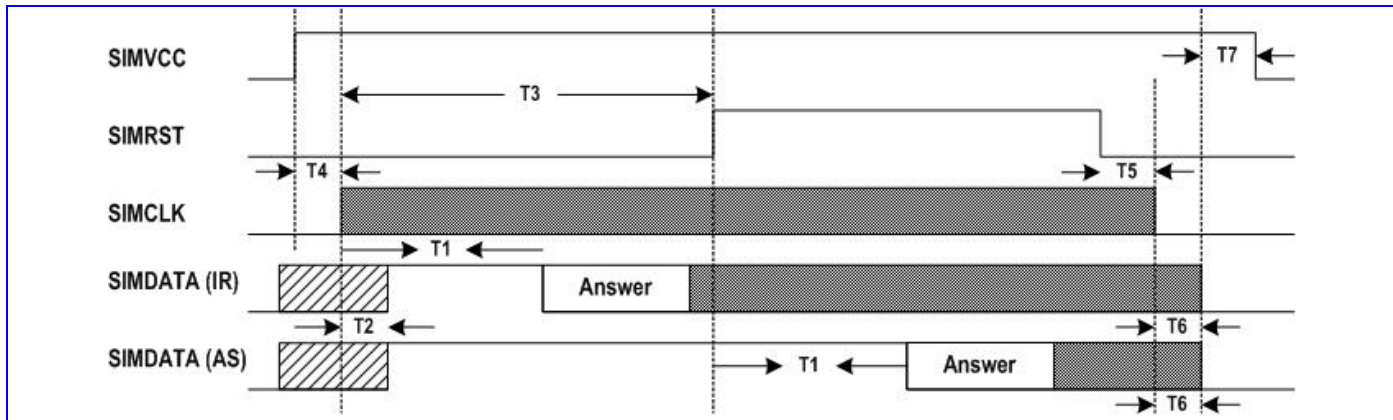 SIMVCC
T7
T3
SIMRST
T4
T5
SIMCLK
T1
SIMDATA (IR)
Answer
T2
T6
SIMDATA (AS)
T1
Answer
T6